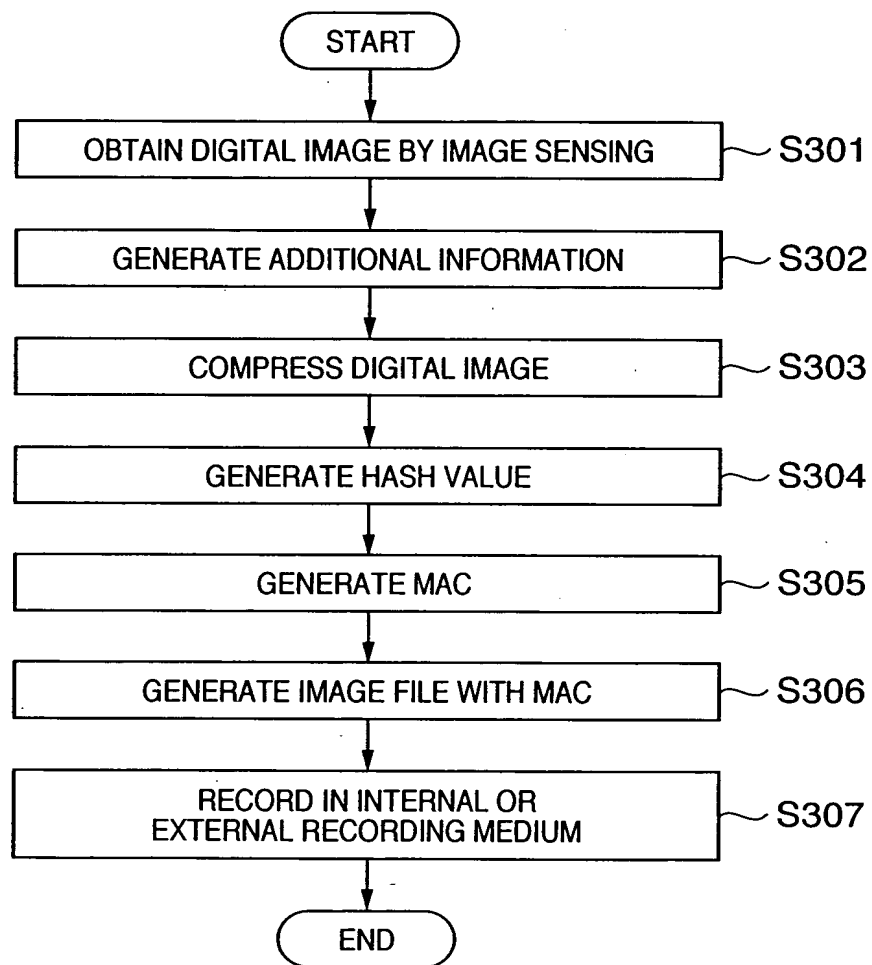 START
OBTAIN DIGITAL IMAGE BY IMAGE SENSING
S301
GENERATE ADDITIONAL INFORMATION
S302
COMPRESS DIGITAL IMAGE
S303
GENERATE HASH VALUE
S304
GENERATE MAC
S305
GENERATE IMAGE FILE WITH MAC
S306
RECORD IN INTERNAL OR
EXTERNAL RECORDING MEDIUM
S307
END